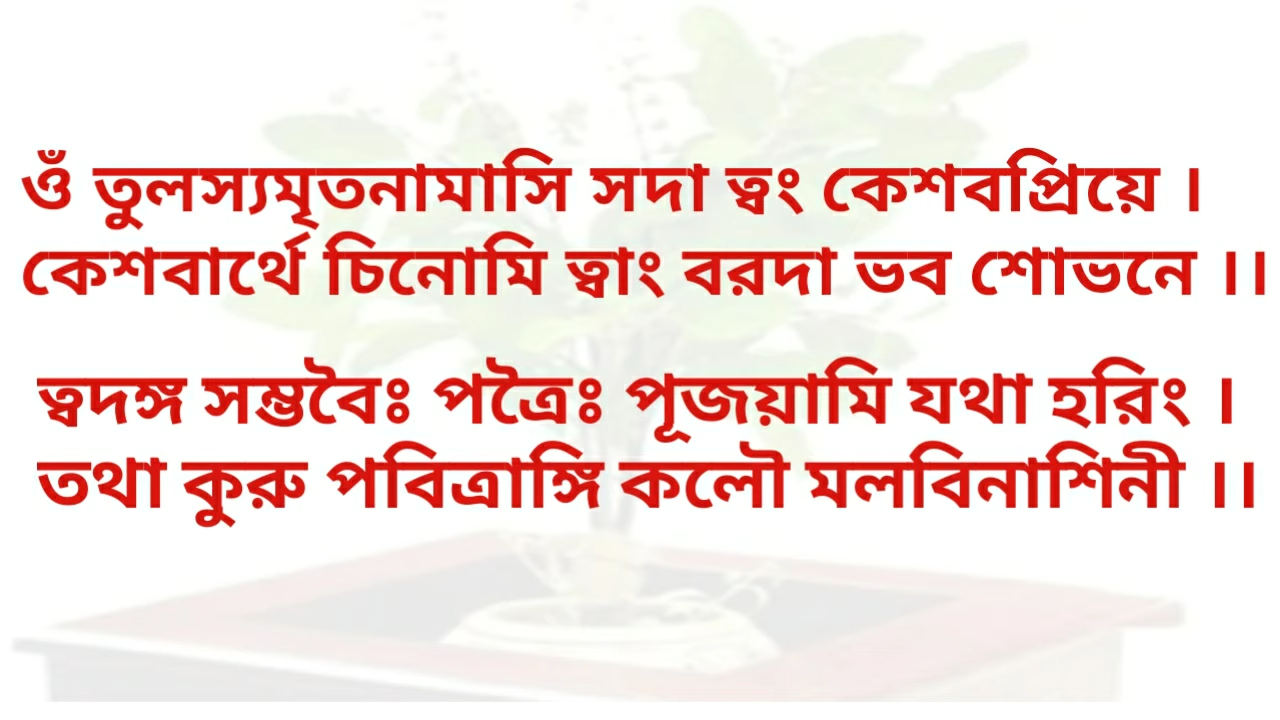 ওঁ তুলস্যমৃতনামাসি সদা ত্বং কেশবপ্রিয়ে ।
কেশবার্থে চিনোমি ত্বাং বরদা ভব শোভনে ।।
ত্বদঙ্গ সম্ভবৈঃ পত্রৈঃ পূজয়ামি যথা হরিং ।
তথা কুরু পবিত্রাঙ্গি কলৌ মলবিনাশিনী ।।